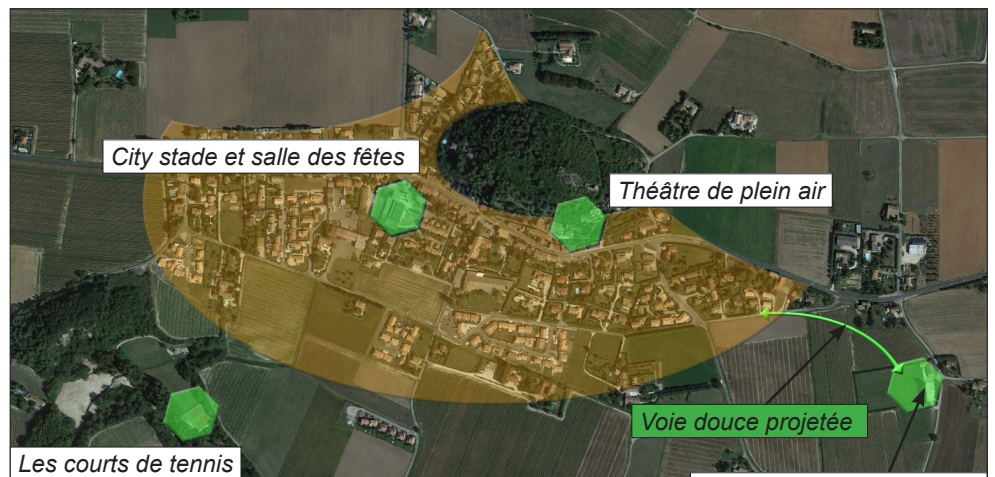 City stade et salle des fêtes
Théâtre de plein air
Voie douce projetée
Les courts de tennis